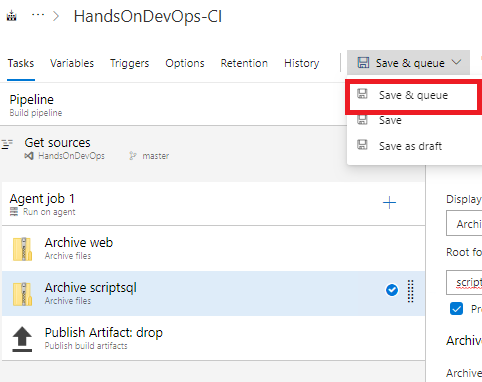 ··· > HandsOnDevOps-CI
Tasks Variables Triggers Options Retention History Save & queue
Save & queue
Save
Save as draft
Pipeline
Build pipeline
Get sources
HandsOnDevOps master
Agent job 1
Run on agent
Archive web
Archive files
Archive scriptsql
Archive files
Publish Artifact: drop
Publish build artifacts
Display
Archi
Root fo
script
Pr
Archiv
Archive